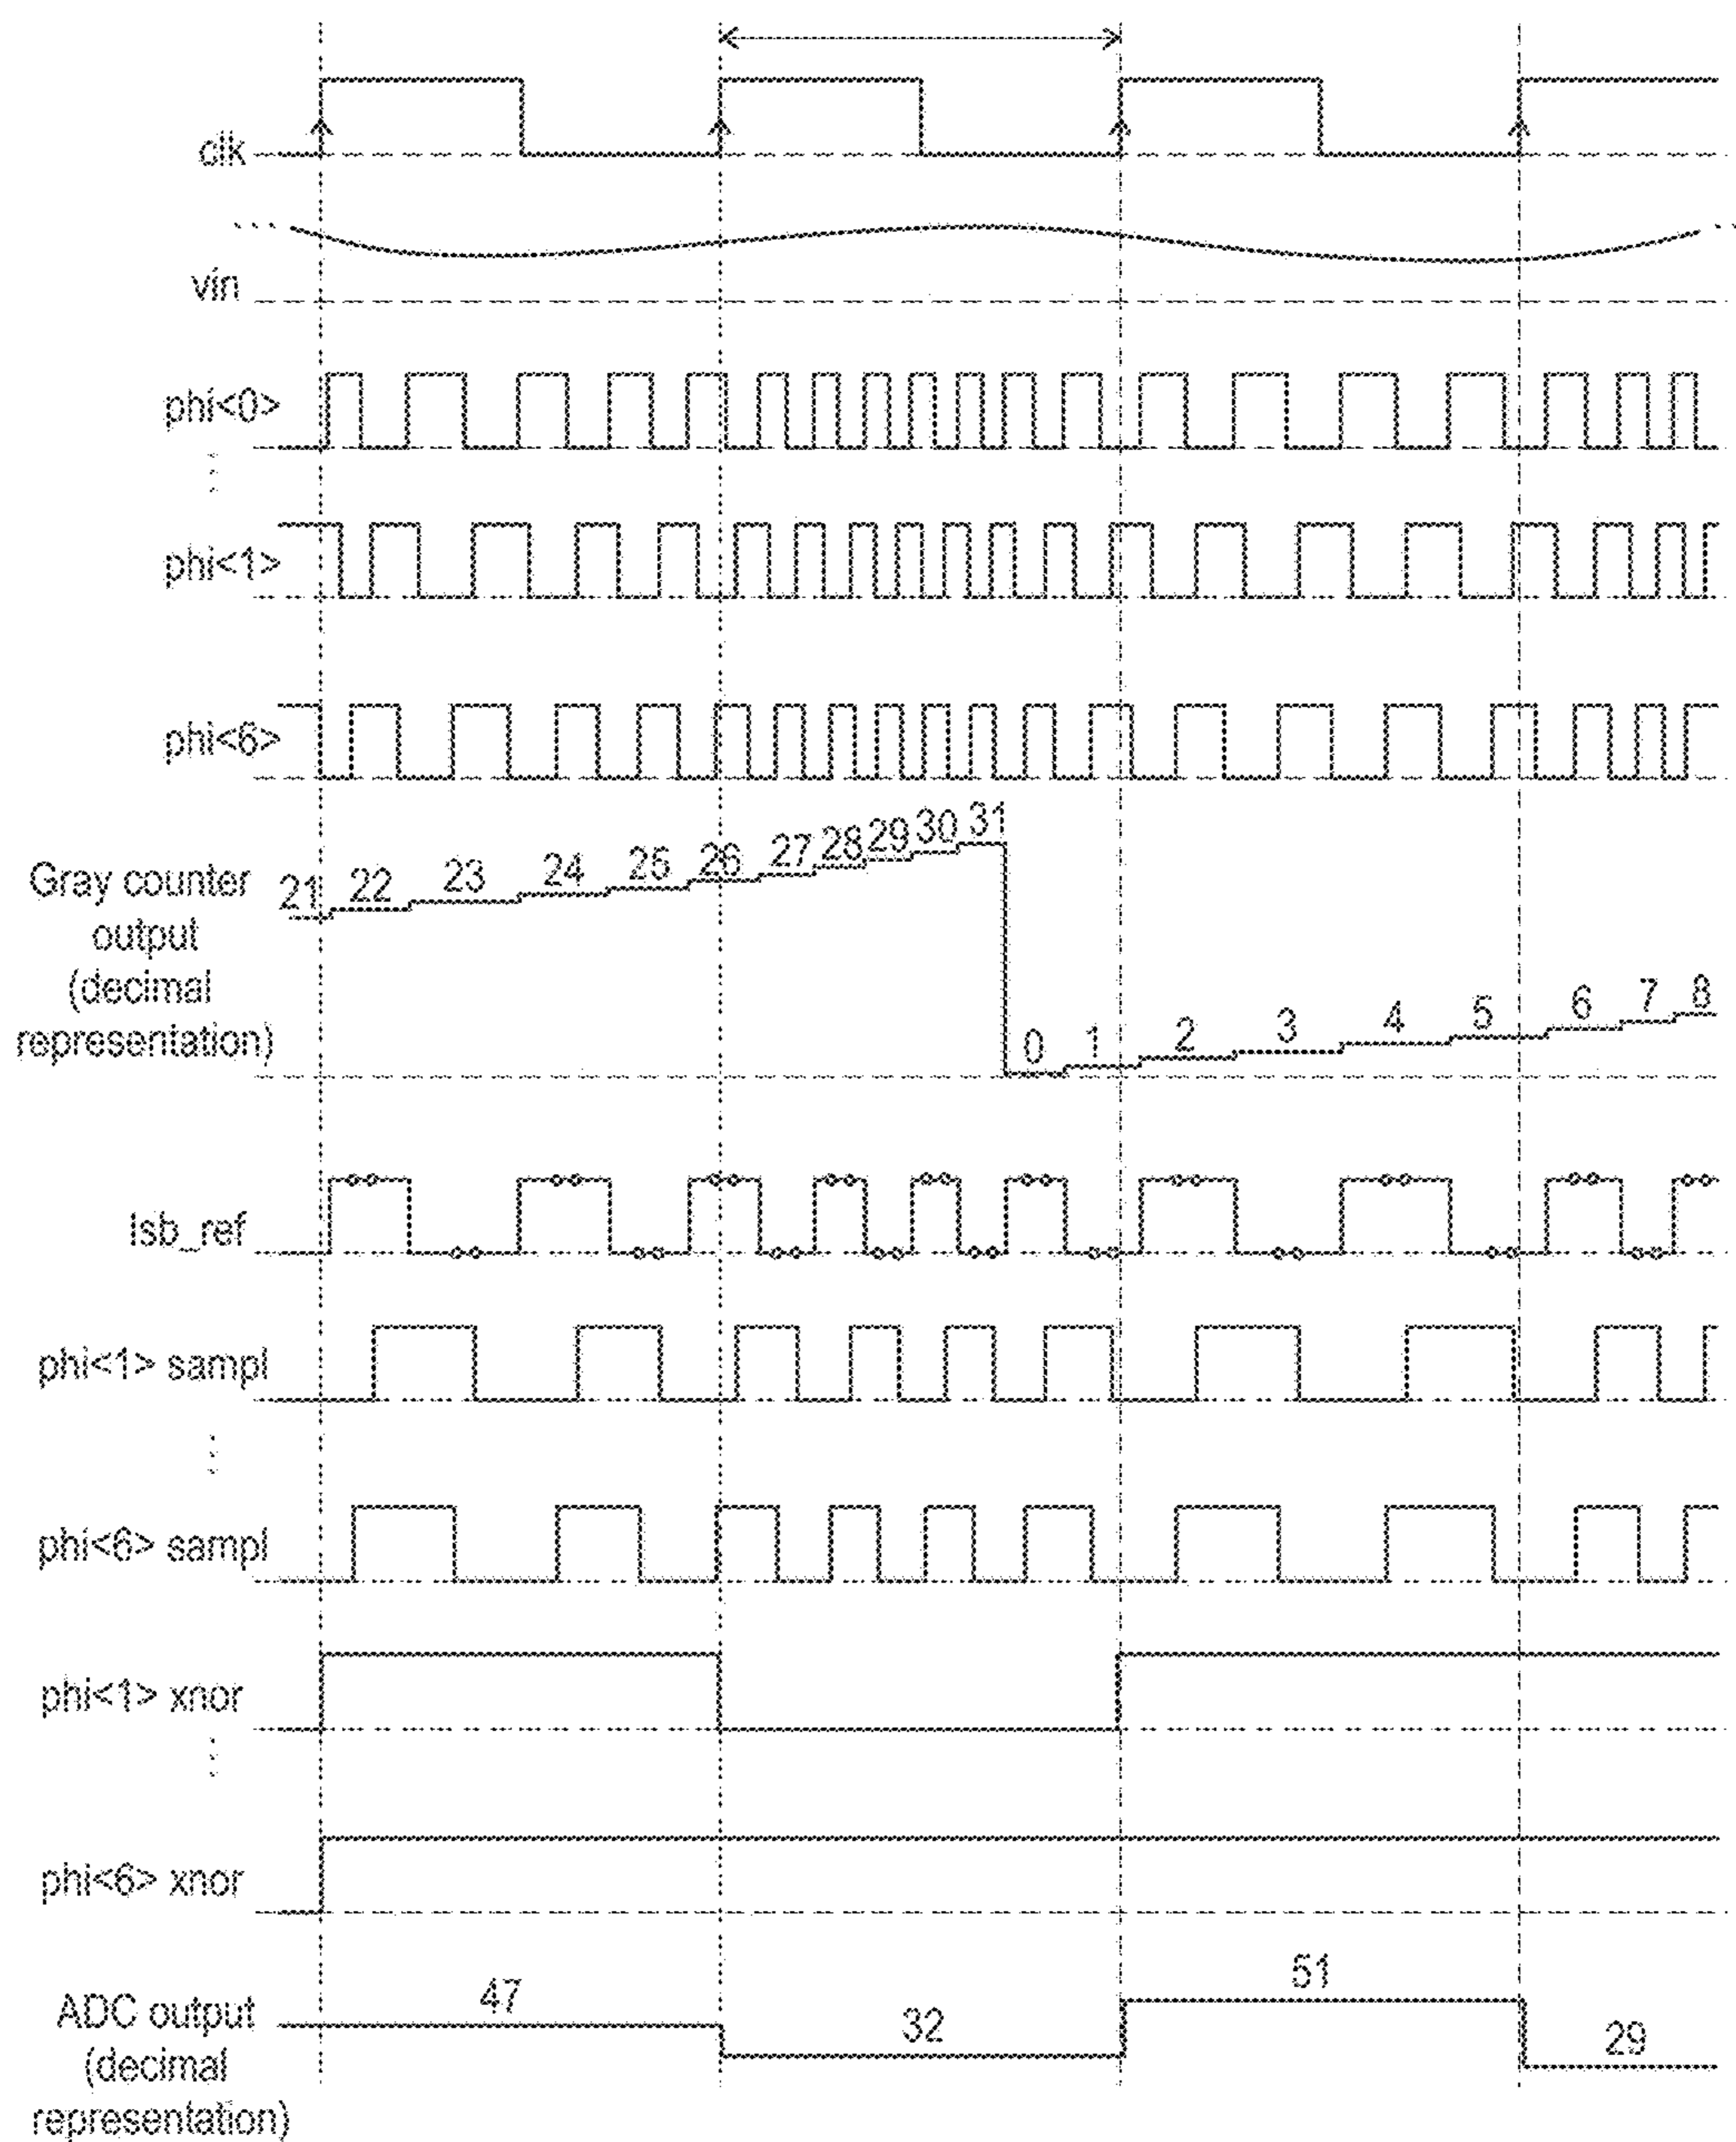 clk
vin
phi<0>
phi<1>
phi<6>
Gray counter
output
(decimal
representation)
21 22 23 24 25 26 27 28 29 30 31
0 1 2 3 4 5 6 7 8
lsb_ref
phi<1> sampl
phi<6> sampl
phi<1> xnor
phi<6> xnor
ADC output
(decimal
representation)
47 32 51 29